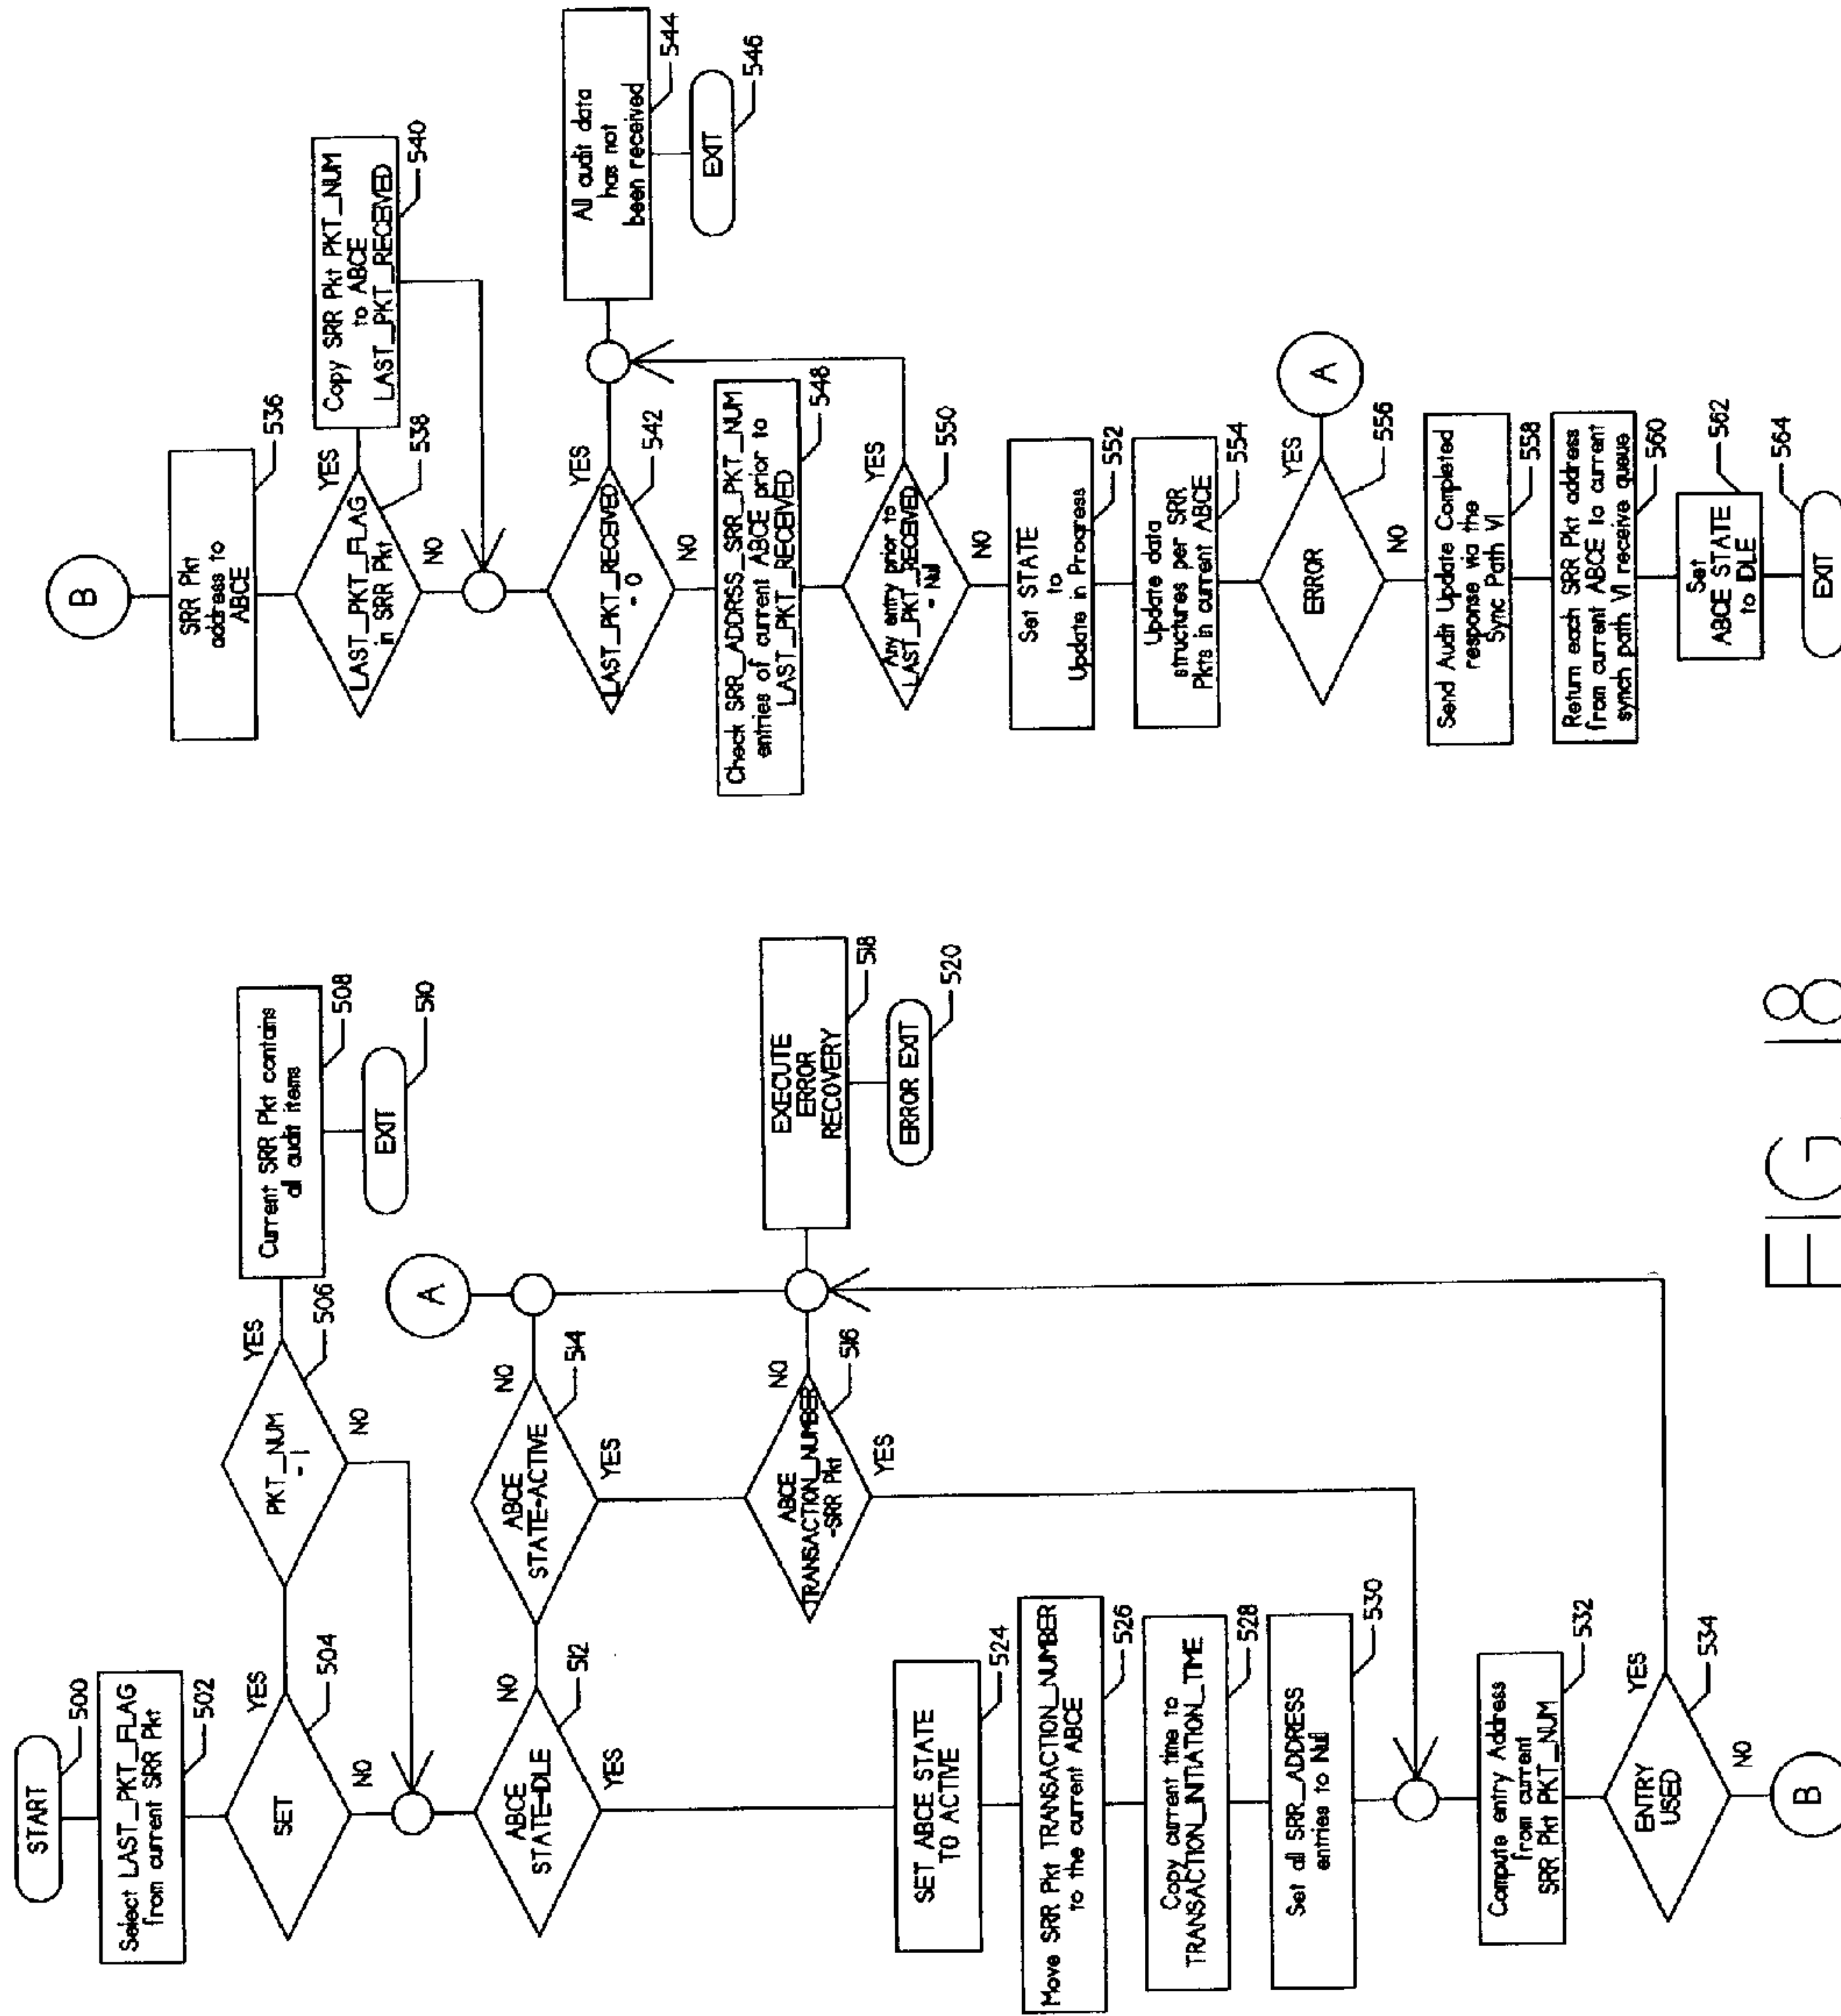 START
500
Select LAST_PKT_FLAG
from current SRR Pkt
502
SET
504
YES
NO
PKT_NUM
- 1
506
YES
NO
Current SRR Pkt contains
all audit items
508
EXIT
510
ABCE
STATE-IDLE
512
NO
YES
ABCE
STATE-ACTIVE
514
NO
YES
A
ABCE
TRANSACTION_NUMBER
-SRR Pkt
516
NO
YES
EXECUTE
ERROR
RECOVERY
518
ERROR EXIT
520
SET ABCE STATE
TO ACTIVE
524
Move SRR Pkt TRANSACTION_NUMBER
to the current ABCE
526
Copy current time to
TRANSACTION_INITIATION_TIME
528
Set all SRR_ADDRESS
entries to Null
530
Compute entry Address
from current
SRR Pkt PKT_NUM
532
ENTRY
USED
534
YES
NO
B
B
SRR Pkt
address to
ABCE
536
LAST_PKT_FLAG
in SRR Pkt
538
YES
NO
Copy SRR Pkt PKT_NUM
to ABCE
LAST_PKT_RECEIVED
540
LAST_PKT_RECEIVED
- 0
542
YES
NO
All audit data
has not
been received
544
EXIT
546
Check SRR_ADDRSS_SRR_PKT_NUM
entries of current ABCE prior to
LAST_PKT_RECEIVED
548
Any entry prior to
LAST_PKT_RECEIVED
- Null
550
YES
NO
Set STATE
to
Update in Progress
552
Update data
structures per SRR
Pkts in current ABCE
554
ERROR
556
YES
NO
A
Send Audit Update Completed
response via the
Sync Path VI
558
Return each SRR Pkt address
from current ABCE to current
synch path VI receive queue
560
Set
ABCE STATE
to IDLE
562
EXIT
564
FIG. 18